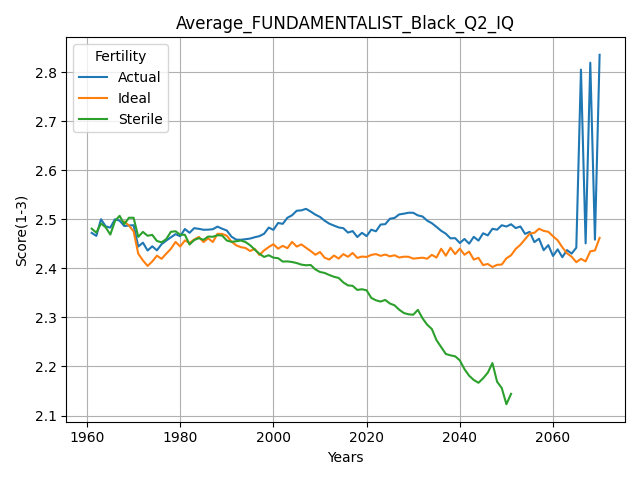 Average_FUNDAMENTALIST_Black_Q2_IQ
Fertility
Actual
Ideal
Sterile
Score(1-3)
2.8
2.7
2.6
2.5
2.4
2.3
2.2
2.1
1960 1980 2000 2020 2040 2060
Years